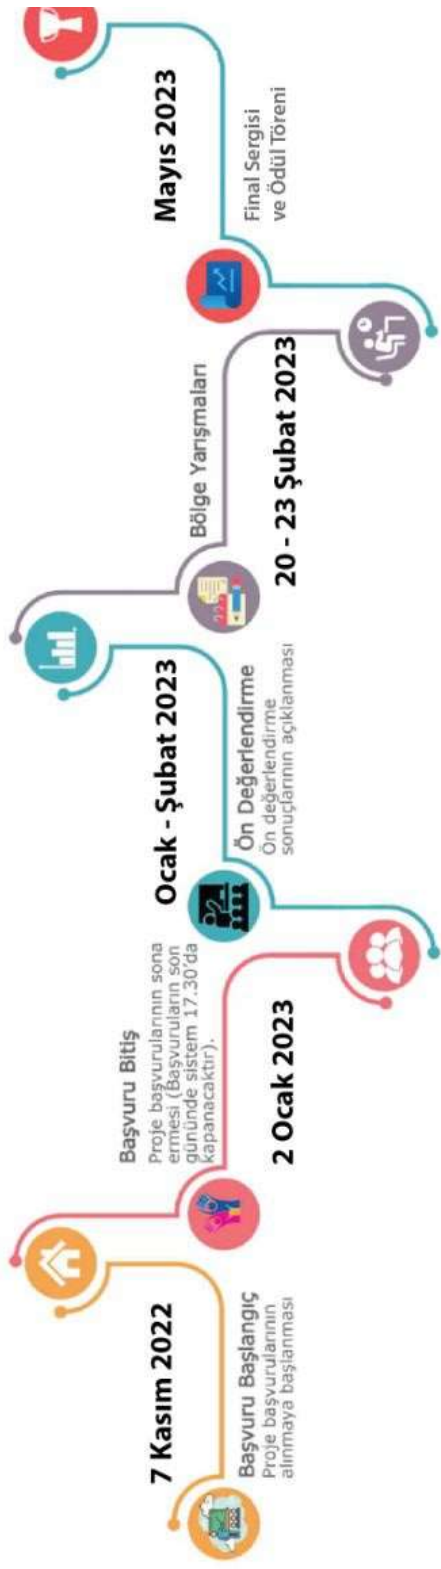 7 Kasım 2022
Başvuru Başlangıç
Proje başvurularının
alınmaya başlanması
Başvuru Bitiş
Proje başvurularının sona
ermesi (Başvuruların son
gününde sistem 17.30'da
kapanacaktır).
2 Ocak 2023
Ocak - Şubat 2023
Ön Değerlendirme
Ön değerlendirme
sonuçlarının açıklanması
Bölge Yarışmaları
20 - 23 Şubat 2023
Mayıs 2023
Final Sergisi
ve Ödül Töreni